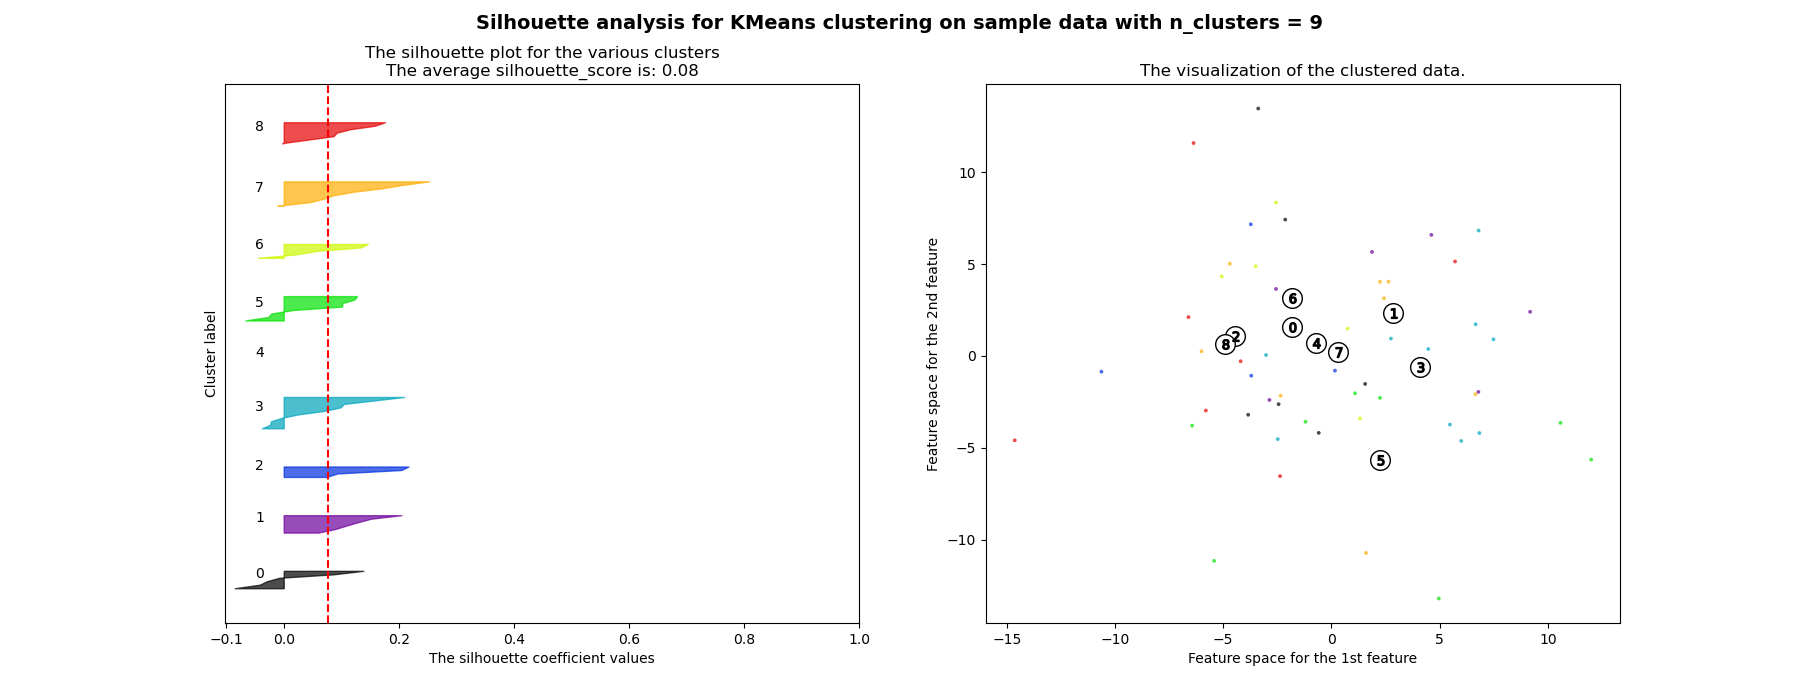 Silhouette analysis for KMeans clustering on sample data with n_clusters = 9
The silhouette plot for the various clusters
The average silhouette_score is: 0.08
Cluster label
8
7
6
5
4
3
2
1
0
−0.1 0.0 0.2 0.4 0.6 0.8 1.0
The silhouette coefficient values
The visualization of the clustered data.
Feature space for the 2nd feature
10
5
0
−5
−10
6
1
0
2
8
4
7
3
5
−15 −10 −5 0 5 10
Feature space for the 1st feature